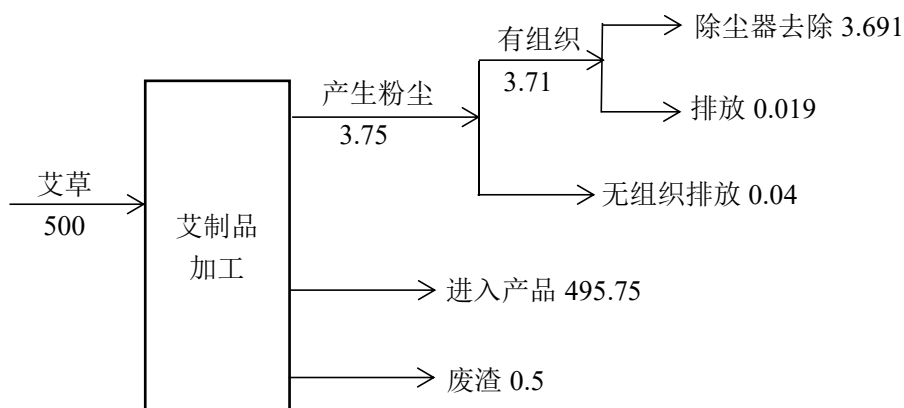 有组织
3.71
除尘器去除 3.691
排放 0.019
产生粉尘
3.75
无组织排放 0.04
艾草
500
艾制品
加工
进入产品 495.75
废渣 0.5